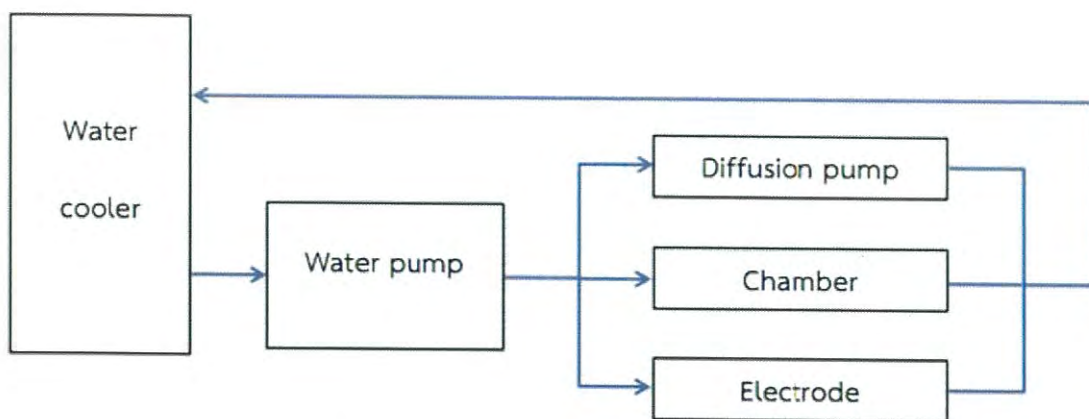 Water
cooler
Water pump
Diffusion pump
Chamber
Electrode